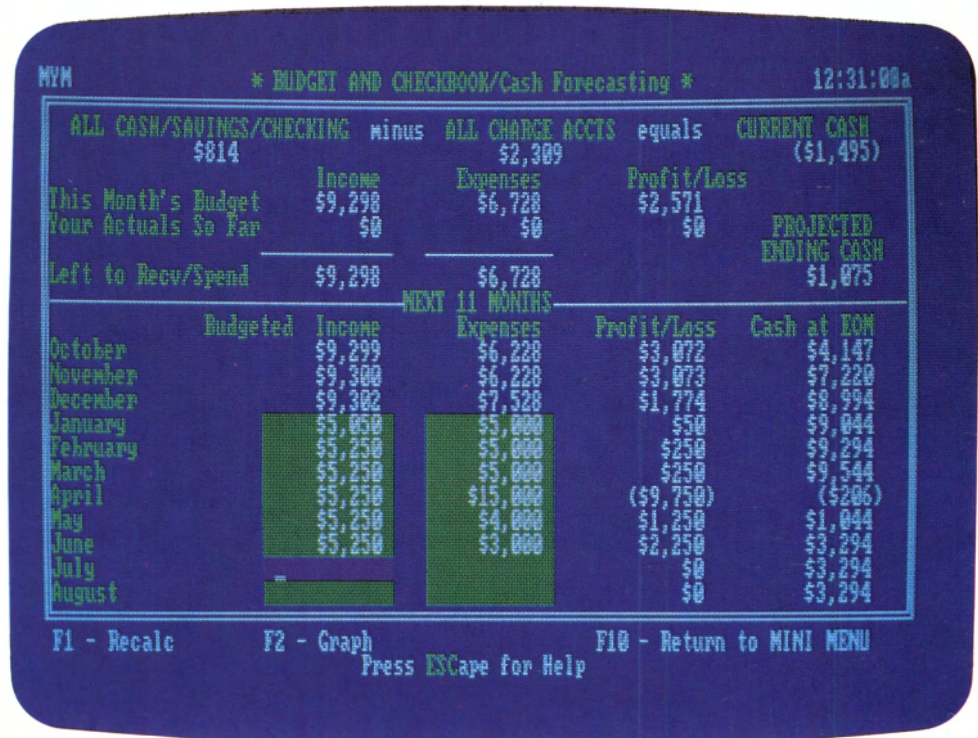 MYM * BUDGET AND CHECKBOOK/Cash Forecasting * 12:31:00a
ALL CASH/SAVINGS/CHECKING minus ALL CHARGE ACCTS equals CURRENT CASH
$814 $2,309 ($1,495)
Income Expenses Profit/Loss
This Month's Budget $9,298 $6,728 $2,571
Your Actuals So Far $0 $0 $0 PROJECTED
ENDING CASH
Left to Recv/Spend $9,298 $6,728 $1,075
NEXT 11 MONTHS
Budgeted Income Expenses Profit/Loss Cash at EOM
October $9,299 $6,228 $3,072 $4,147
November $9,300 $6,228 $3,073 $7,220
December $9,302 $7,528 $1,774 $8,994
January $5,050 $5,000 $50 $9,044
February $5,250 $5,000 $250 $9,294
March $5,250 $5,000 $250 $9,544
April $5,250 $15,000 ($9,750) ($206)
May $5,250 $4,000 $1,250 $1,044
June $5,250 $3,000 $2,250 $3,294
July $0 $3,294
August $0 $3,294
F1 - Recalc F2 - Graph F10 - Return to MINI MENU
Press ESCape for Help